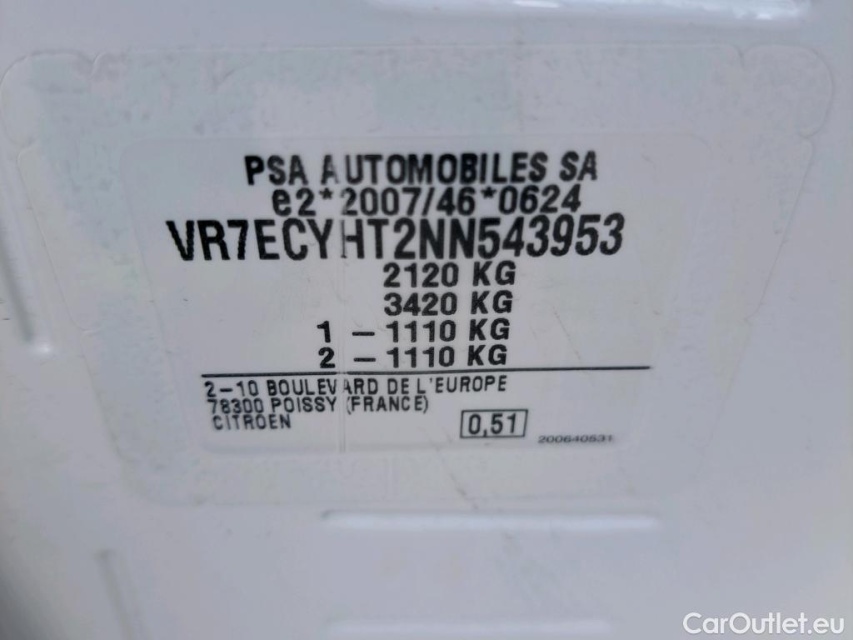 PSA AUTOMOBILES SA
e2*2007/46*0624
VR7ECYHT2NN543953
2120 KG
3420 KG
1 - 1110 KG
2 - 1110 KG
2-10 BOULEVARD DE L'EUROPE
78300 POISSY (FRANCE)
CITROEN
0,51
200640531
CarOutlet.eu